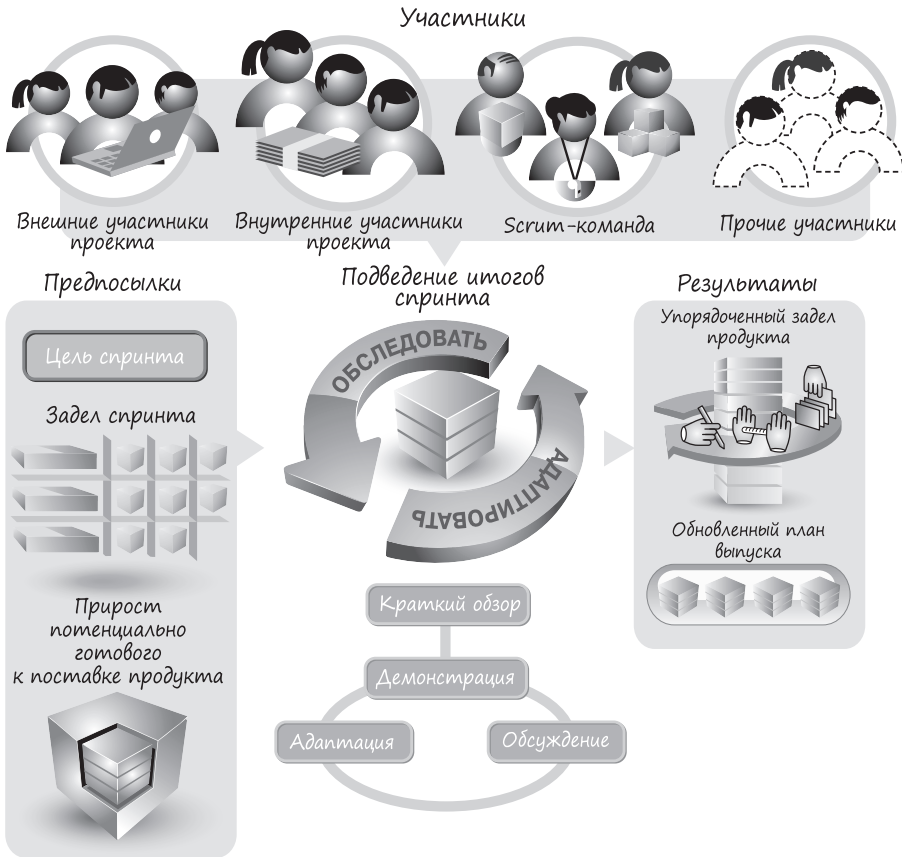 Участники
Внешние участники
проекта
Внутренние участники
проекта
Scrum-команда
Прочие участники
Предпосылки
Цель спринта
Задел спринта
Прирост
потенциально
готового
к поставке продукта
Подведение итогов
спринта
ОБСЛЕДОВАТЬ
АДАПТИРОВАТЬ
Краткий обзор
Демонстрация
Адаптация
Обсуждение
Результаты
Упорядоченный задел
продукта
Обновленный план
выпуска